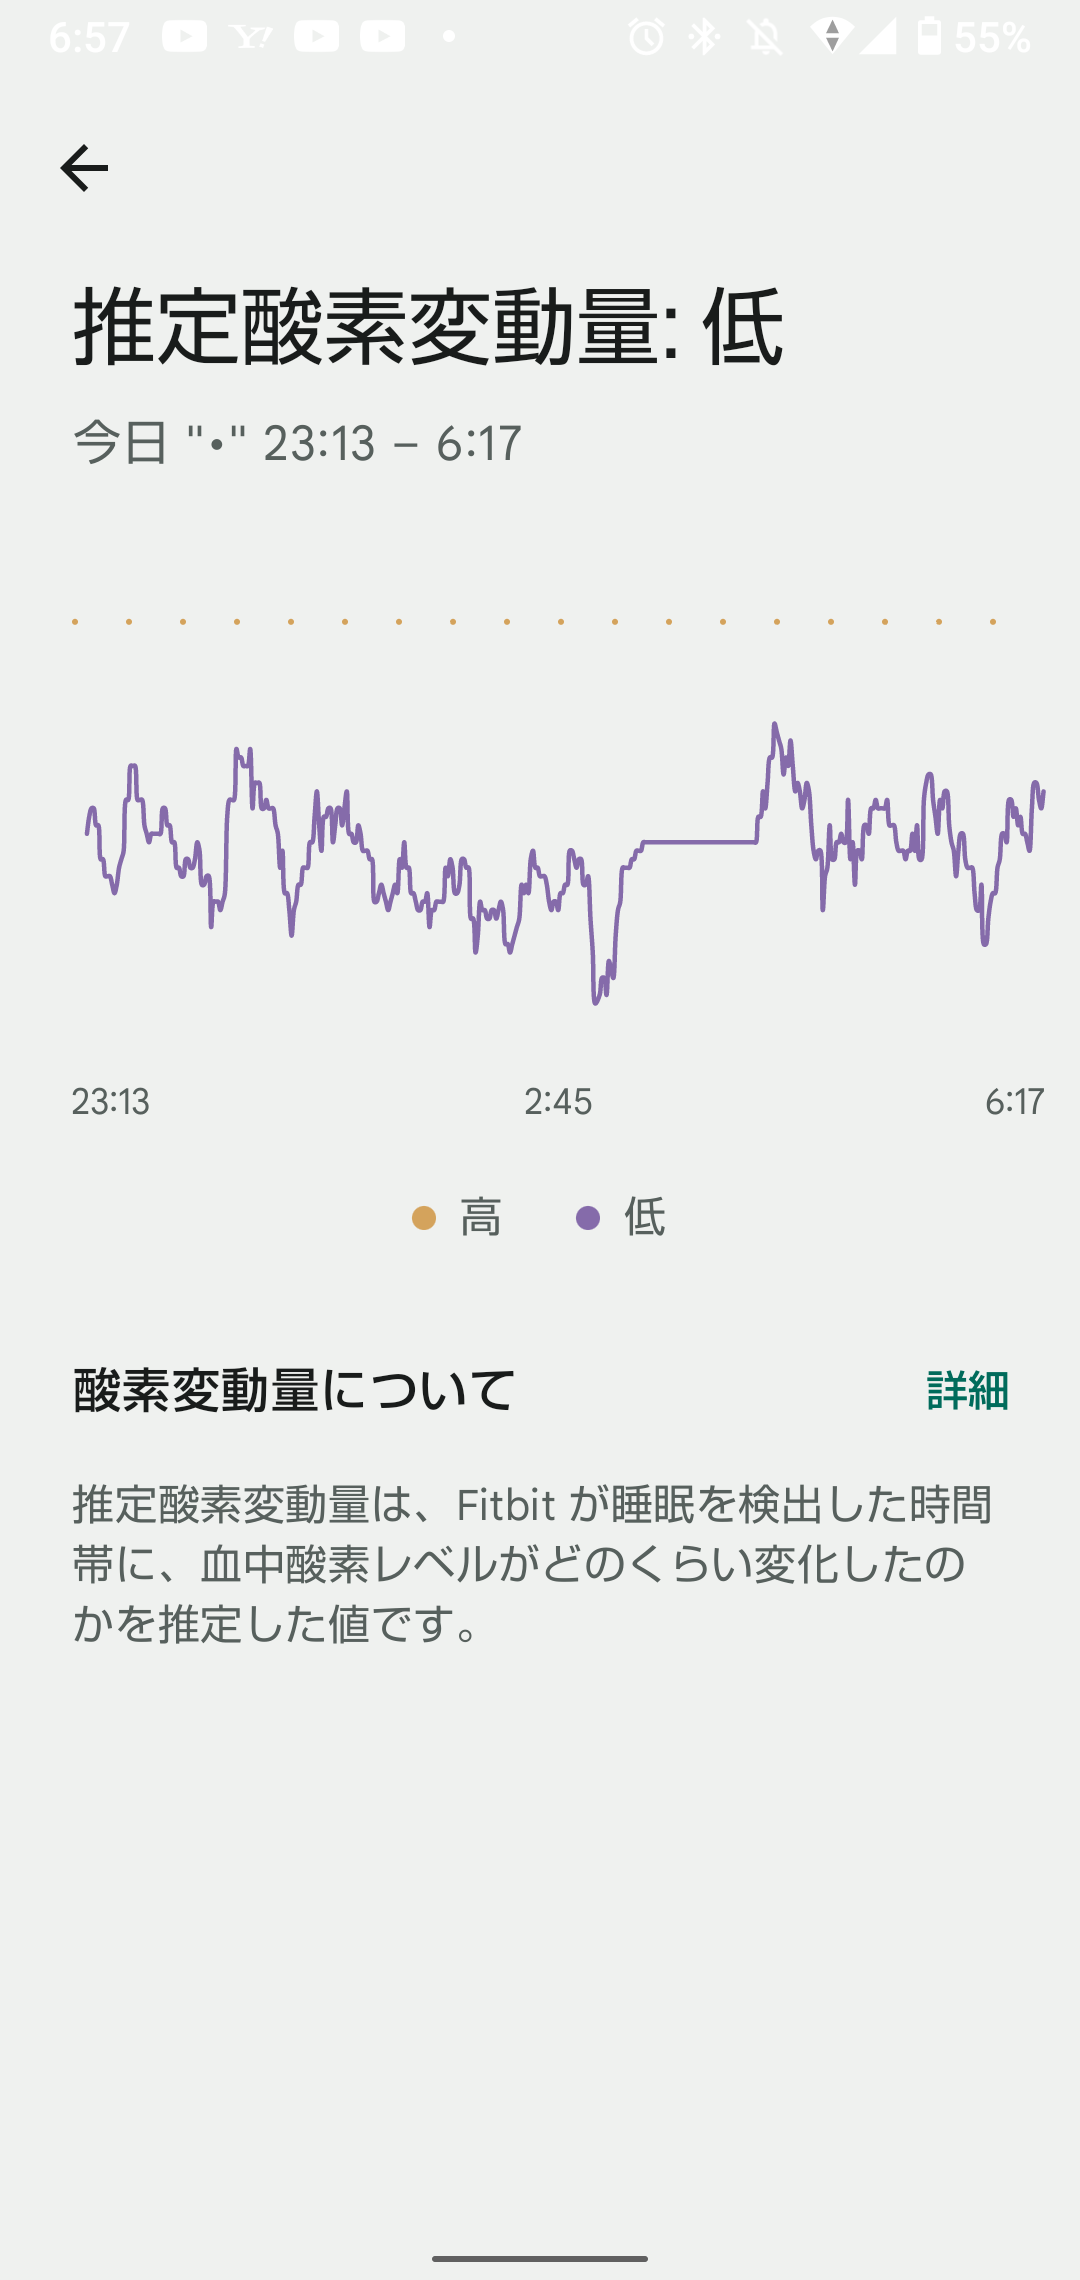 6:57 Y! 55%
推定酸素変動量: 低
今日 "•" 23:13 – 6:17
23:13 2:45 6:17
高 低
酸素変動量について 詳細
推定酸素変動量は、Fitbit が睡眠を検出した時間
帯に、血中酸素レベルがどのくらい変化したの
かを推定した値です。